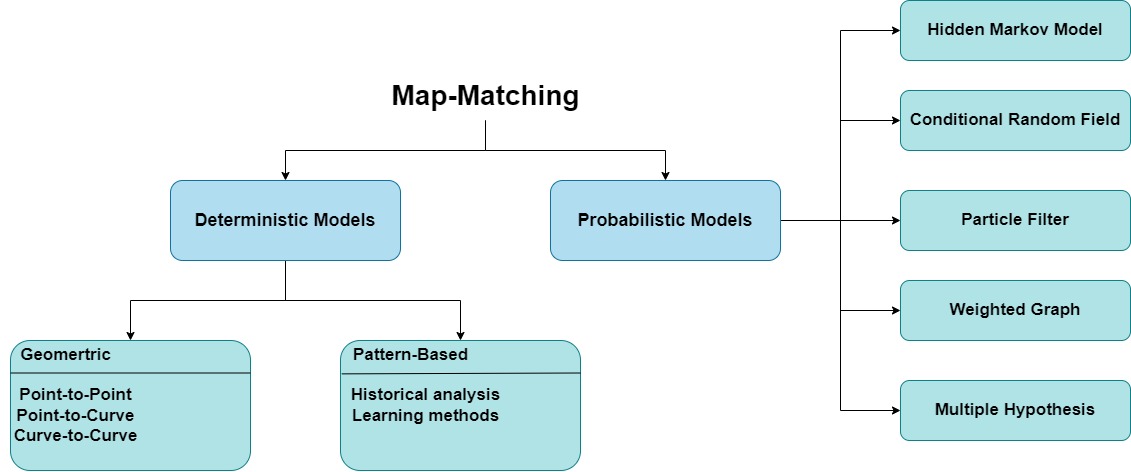 Map-Matching
Deterministic Models
Probabilistic Models
Geomertric
Point-to-Point
Point-to-Curve
Curve-to-Curve
Pattern-Based
Historical analysis
Learning methods
Hidden Markov Model
Conditional Random Field
Particle Filter
Weighted Graph
Multiple Hypothesis